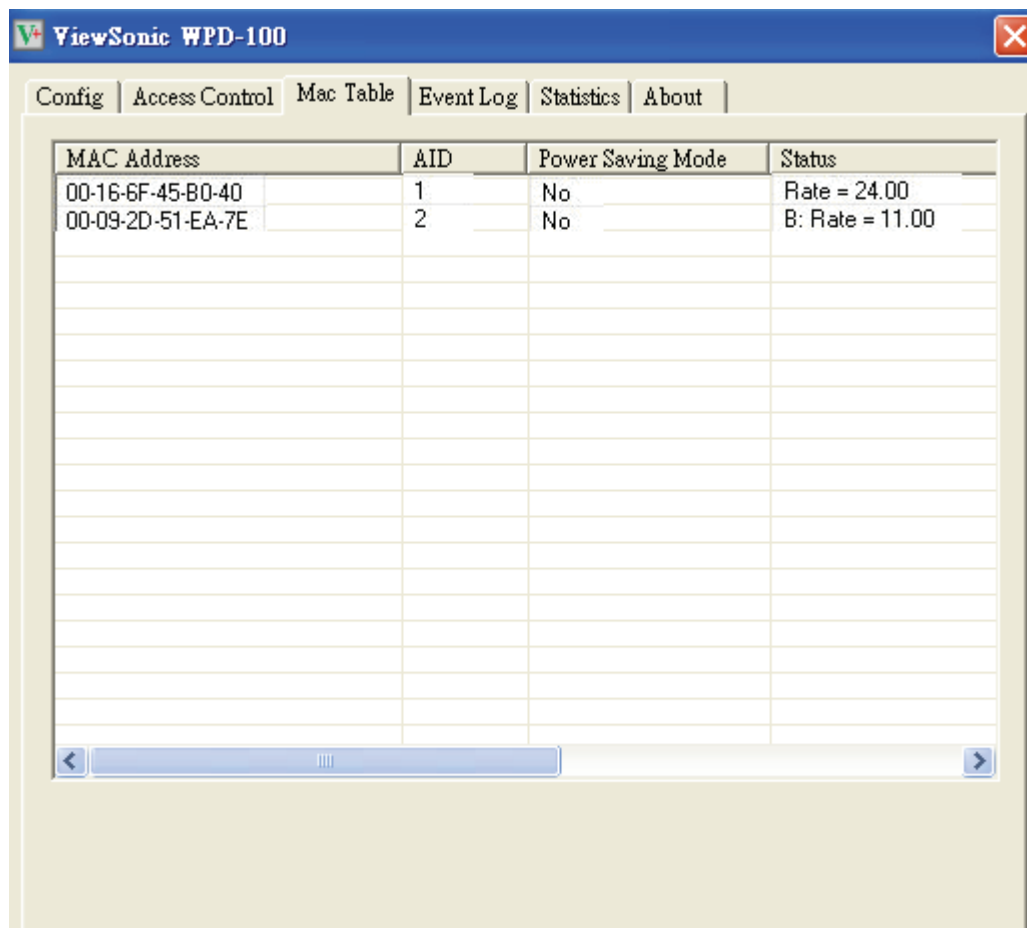 V+ ViewSonic WPD-100
Config Access Control Mac Table Event Log Statistics About
MAC Address AID Power Saving Mode Status
00-16-6F-45-B0-40 1 No Rate = 24.00
00-09-2D-51-EA-7E 2 No B: Rate = 11.00